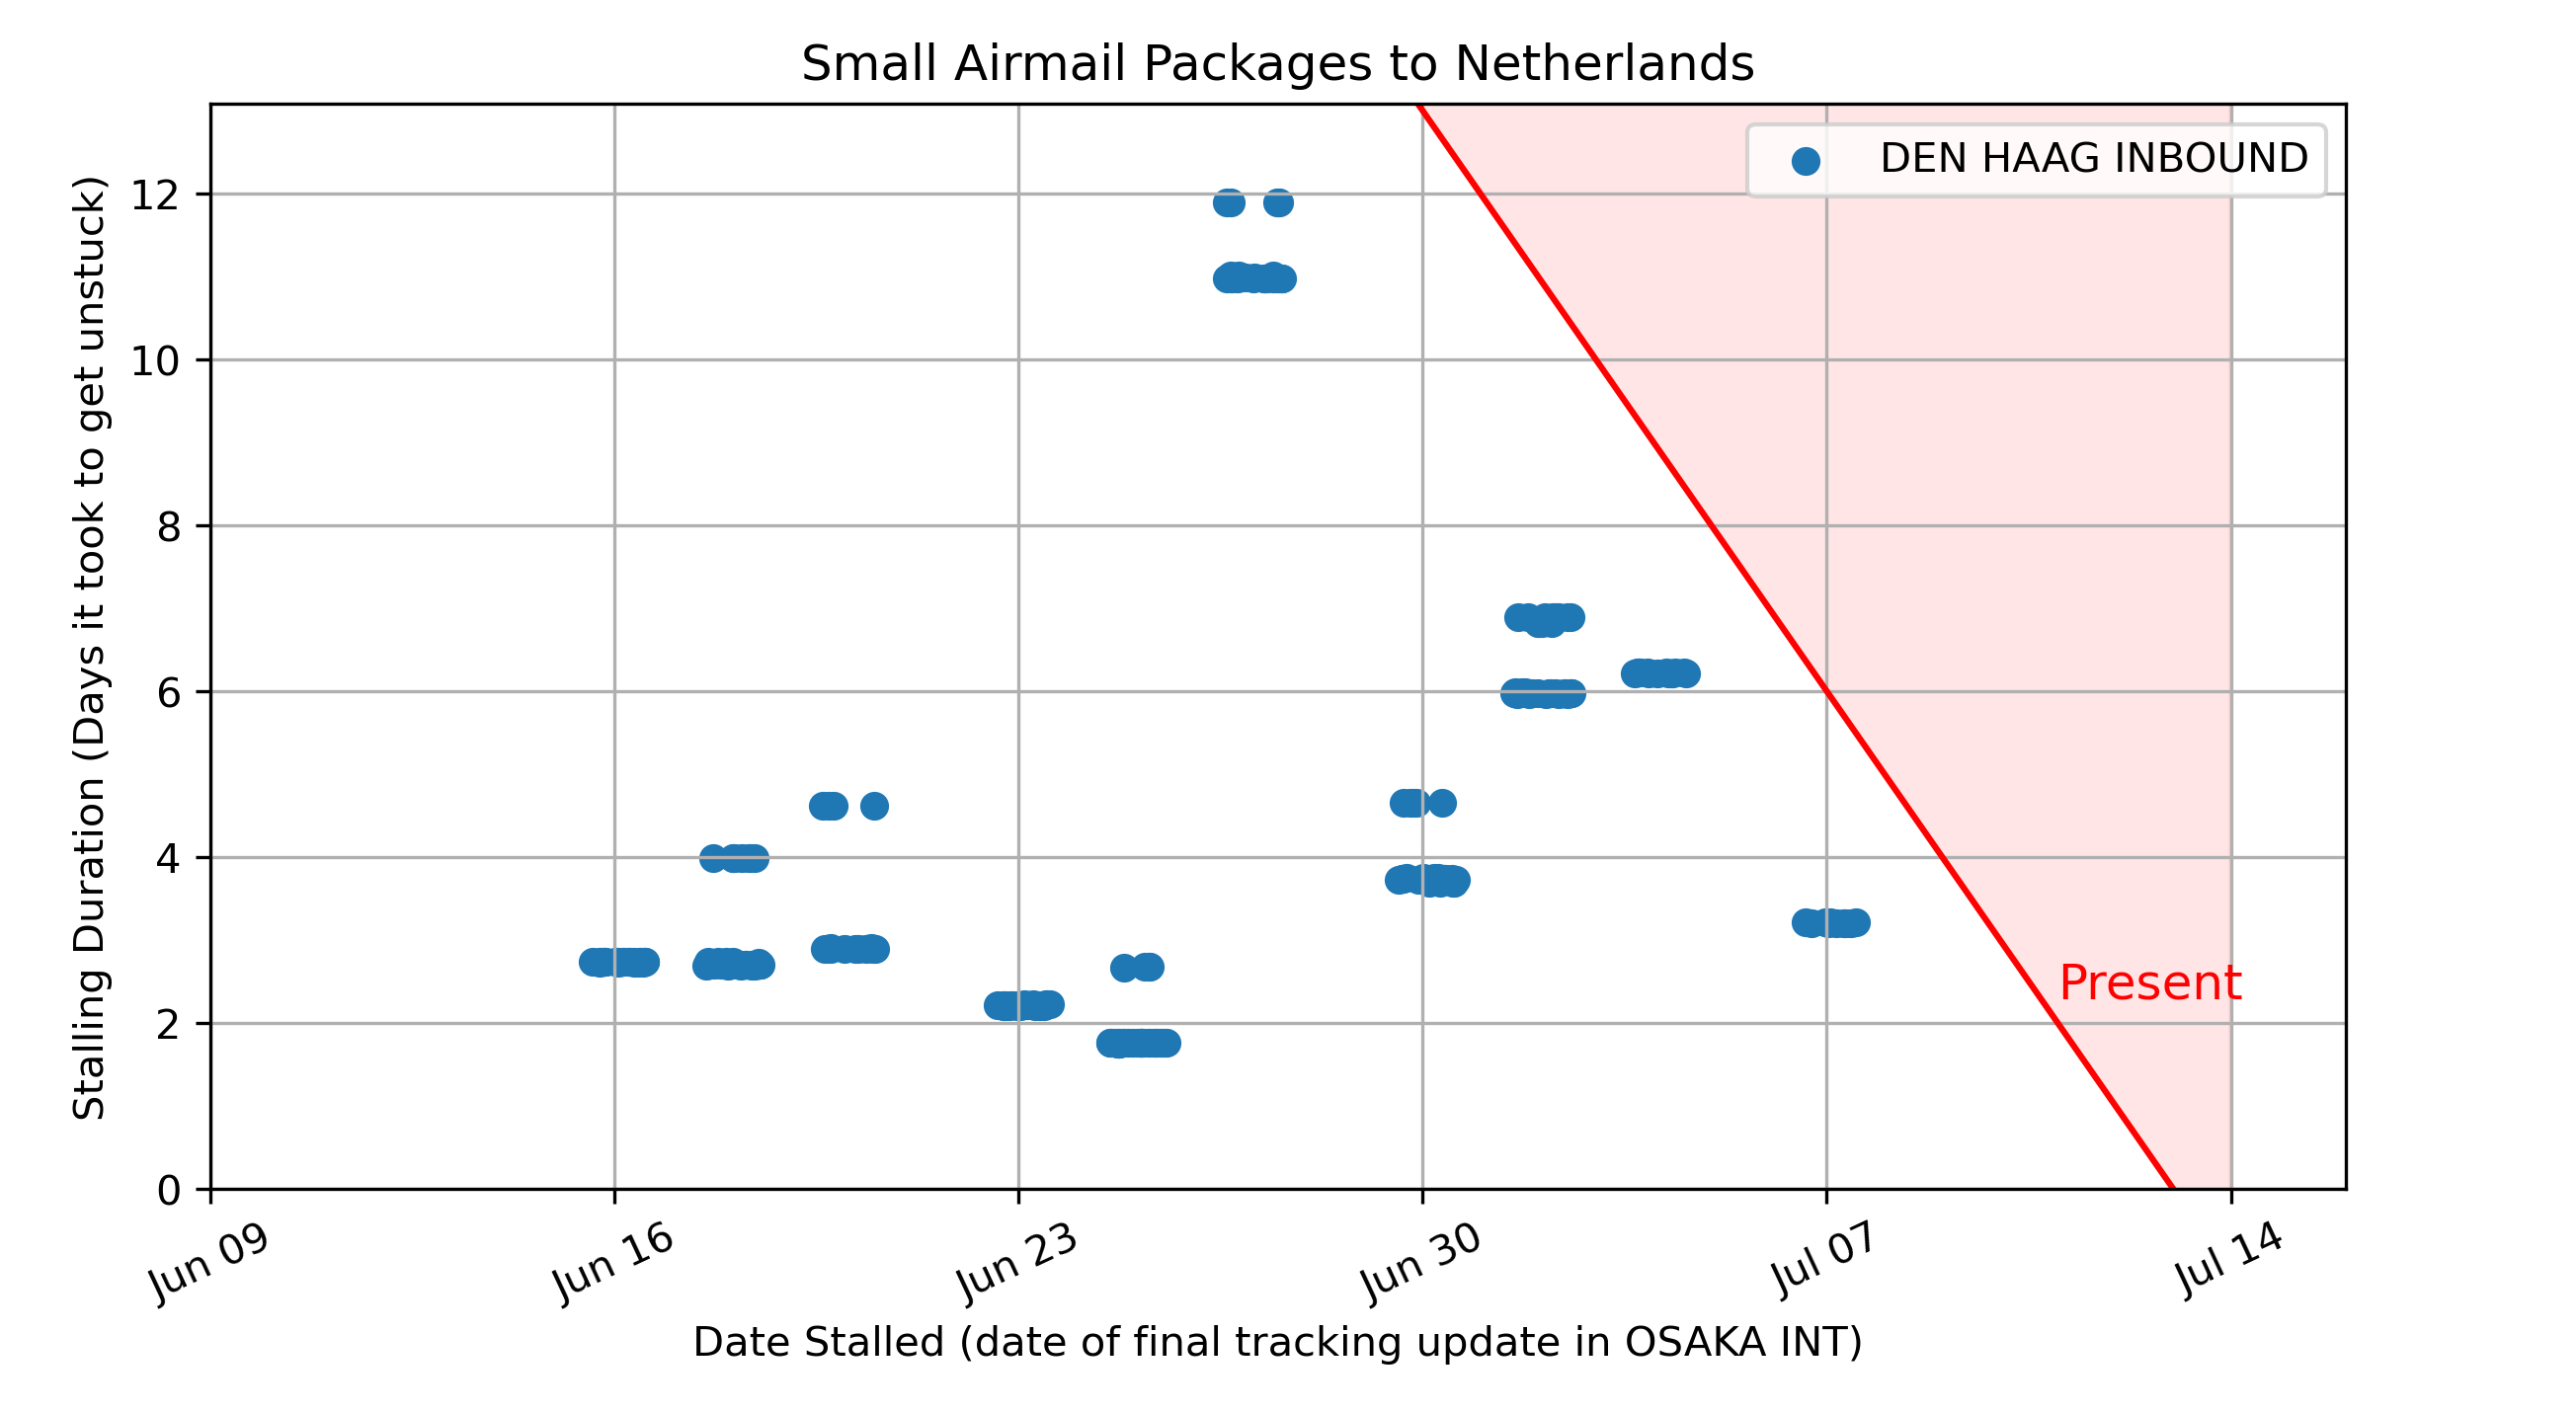 Small Airmail Packages to Netherlands
DEN HAAG INBOUND
Stalling Duration (Days it took to get unstuck)
12
10
8
6
4
2
0
Present
Jun 09
Jun 16
Jun 23
Jun 30
Jul 07
Jul 14
Date Stalled (date of final tracking update in OSAKA INT)